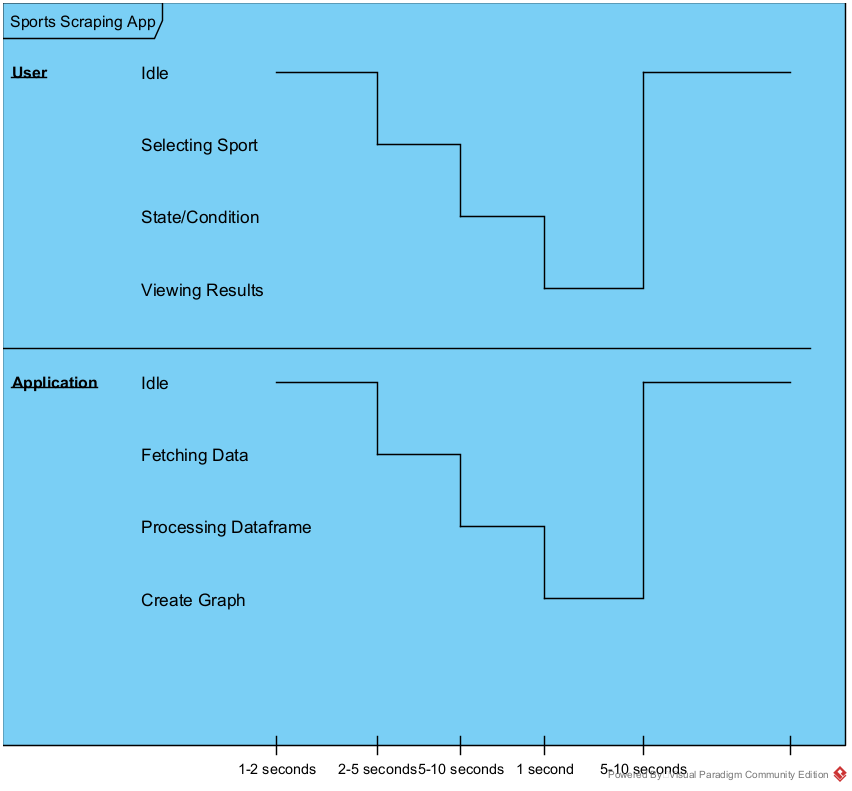 Sports Scraping App
User
Idle
Selecting Sport
State/Condition
Viewing Results
Application
Idle
Fetching Data
Processing Dataframe
Create Graph
1-2 seconds 2-5 seconds 5-10 seconds 1 second 5-10 seconds
Powered By: Visual Paradigm Community Edition